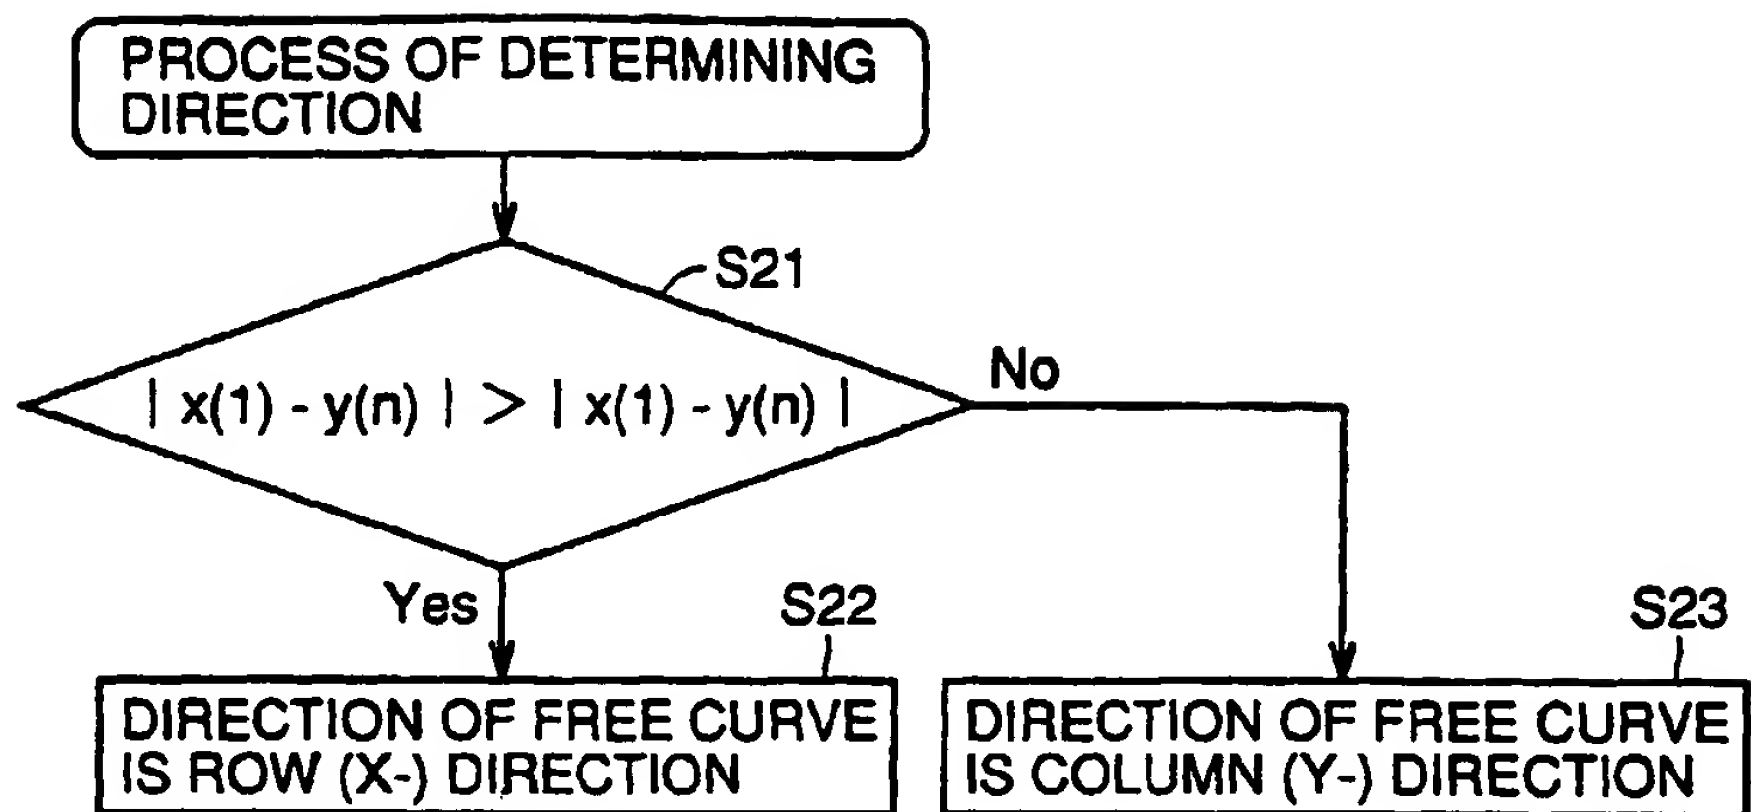 PROCESS OF DETERMINING
DIRECTION
S21
| x(1) - y(n) | > | x(1) - y(n) |
No
Yes
S22
S23
DIRECTION OF FREE CURVE
IS ROW (X-) DIRECTION
DIRECTION OF FREE CURVE
IS COLUMN (Y-) DIRECTION